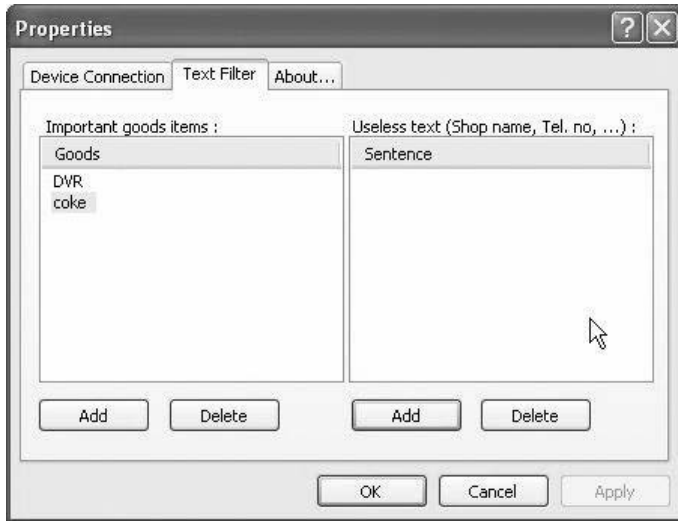 Properties
Device Connection Text Filter About...
Important goods items : Useless text (Shop name, Tel. no, ...) :
Goods Sentence
DVR
coke
Add Delete Add Delete
OK Cancel Apply